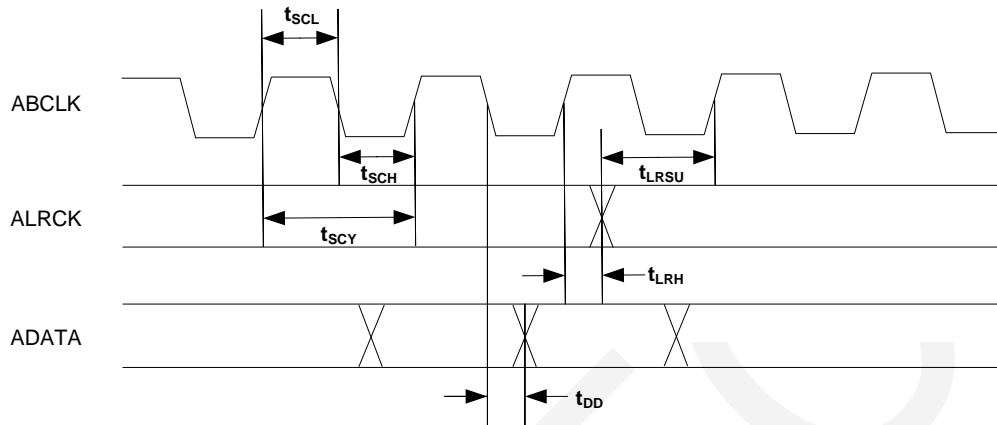 tSCL
ABCLK
tSCH
tLRSU
ALRCK
tSCY
tLRH
ADATA
tDD